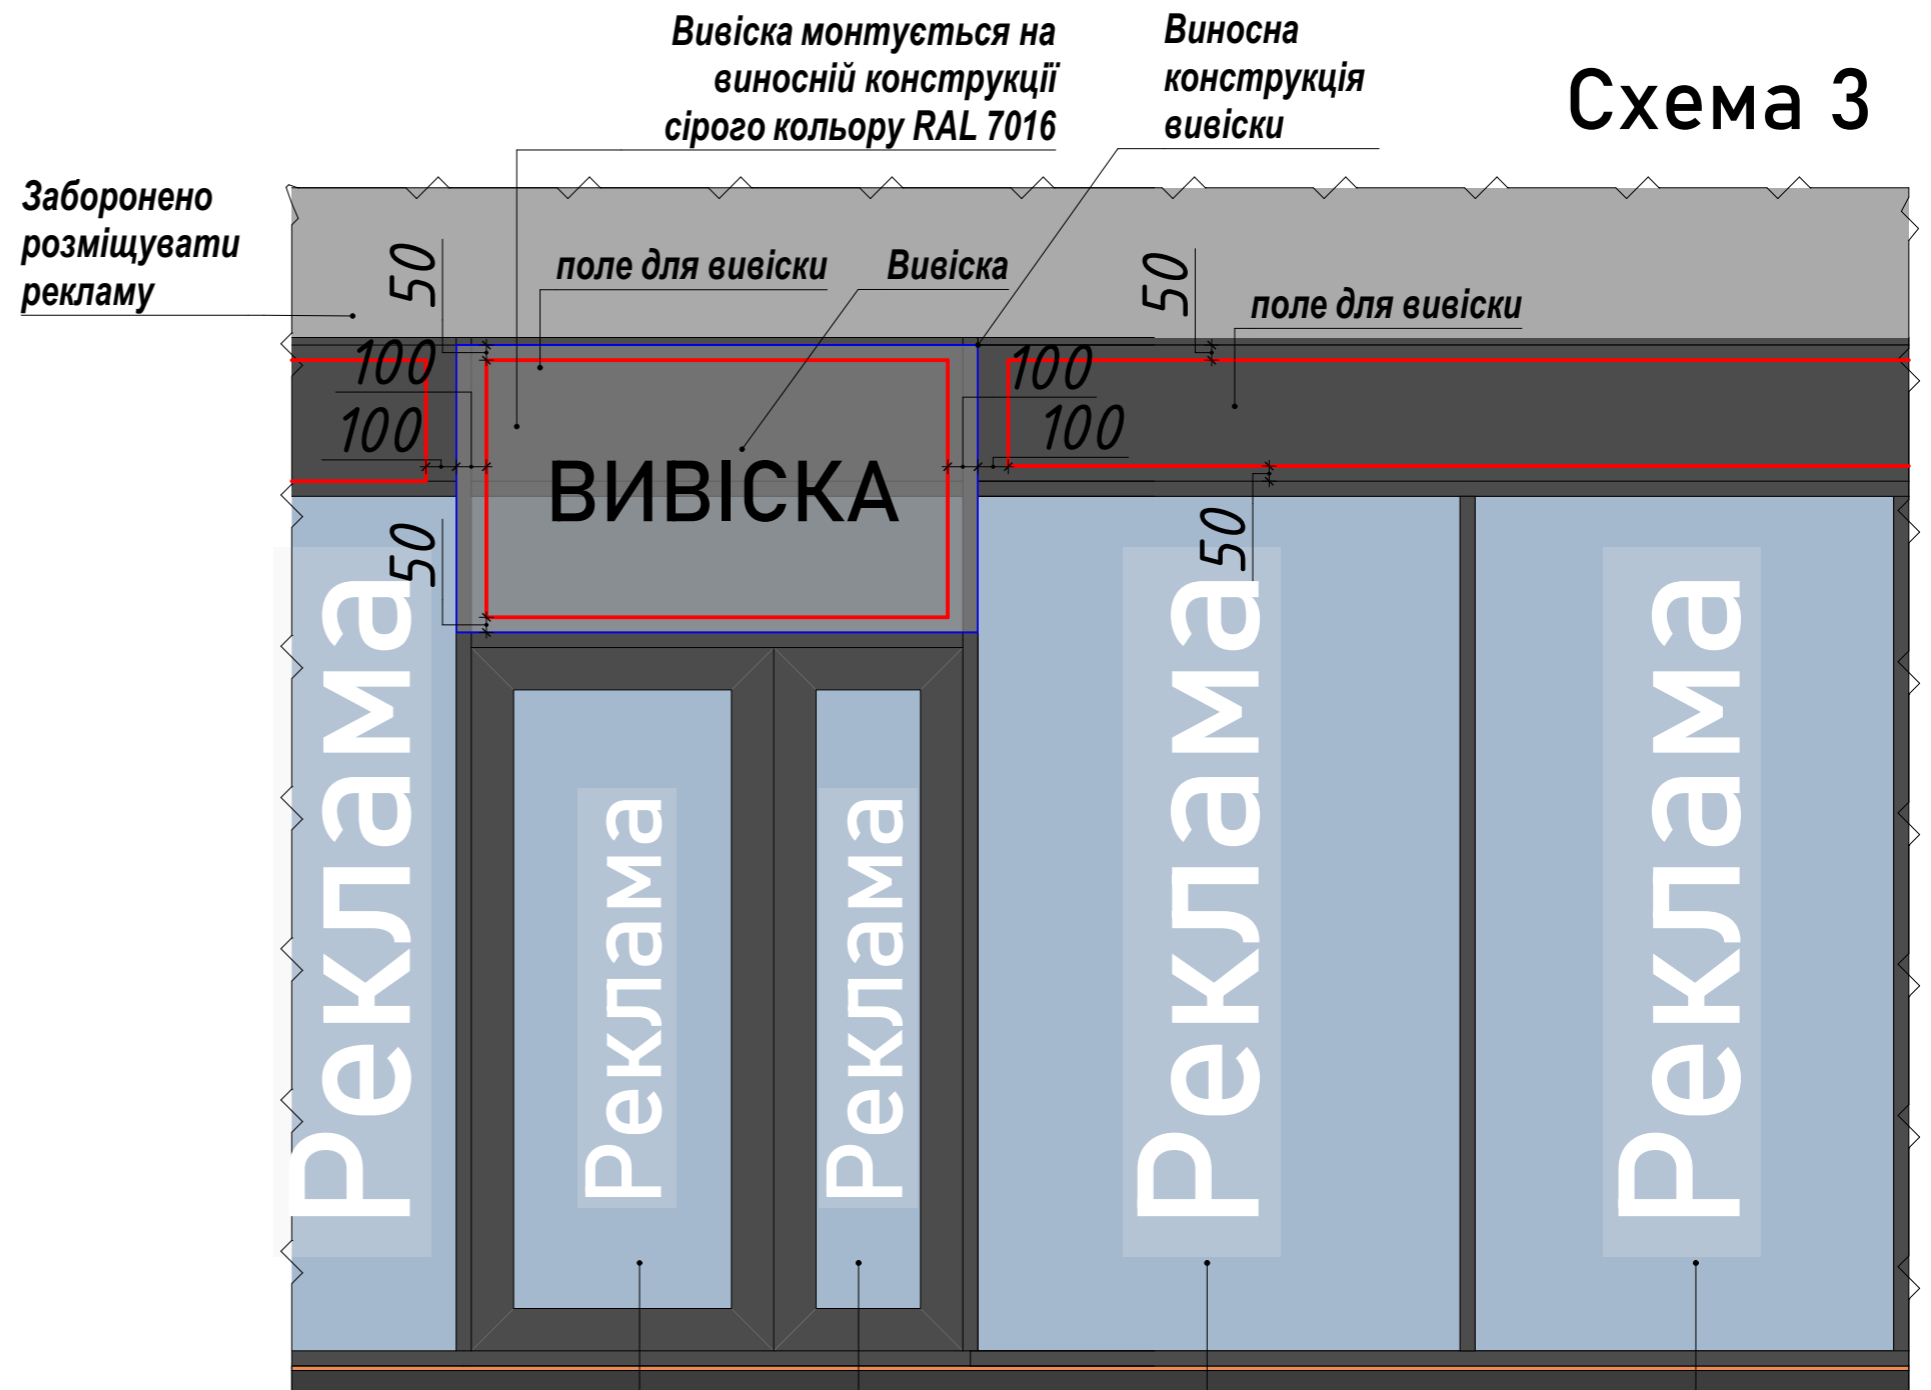 Вивіска монтується на
виносній конструкції
сірого кольору RAL 7016
Виносна
конструкція
вивіски
Схема 3
Заборонено
розміщувати
рекламу
50
поле для вивіски
Вивіска
50
поле для вивіски
100
100
100
100
ВИВІСКА
50
50
Реклама
Реклама
Реклама
Реклама
Реклама